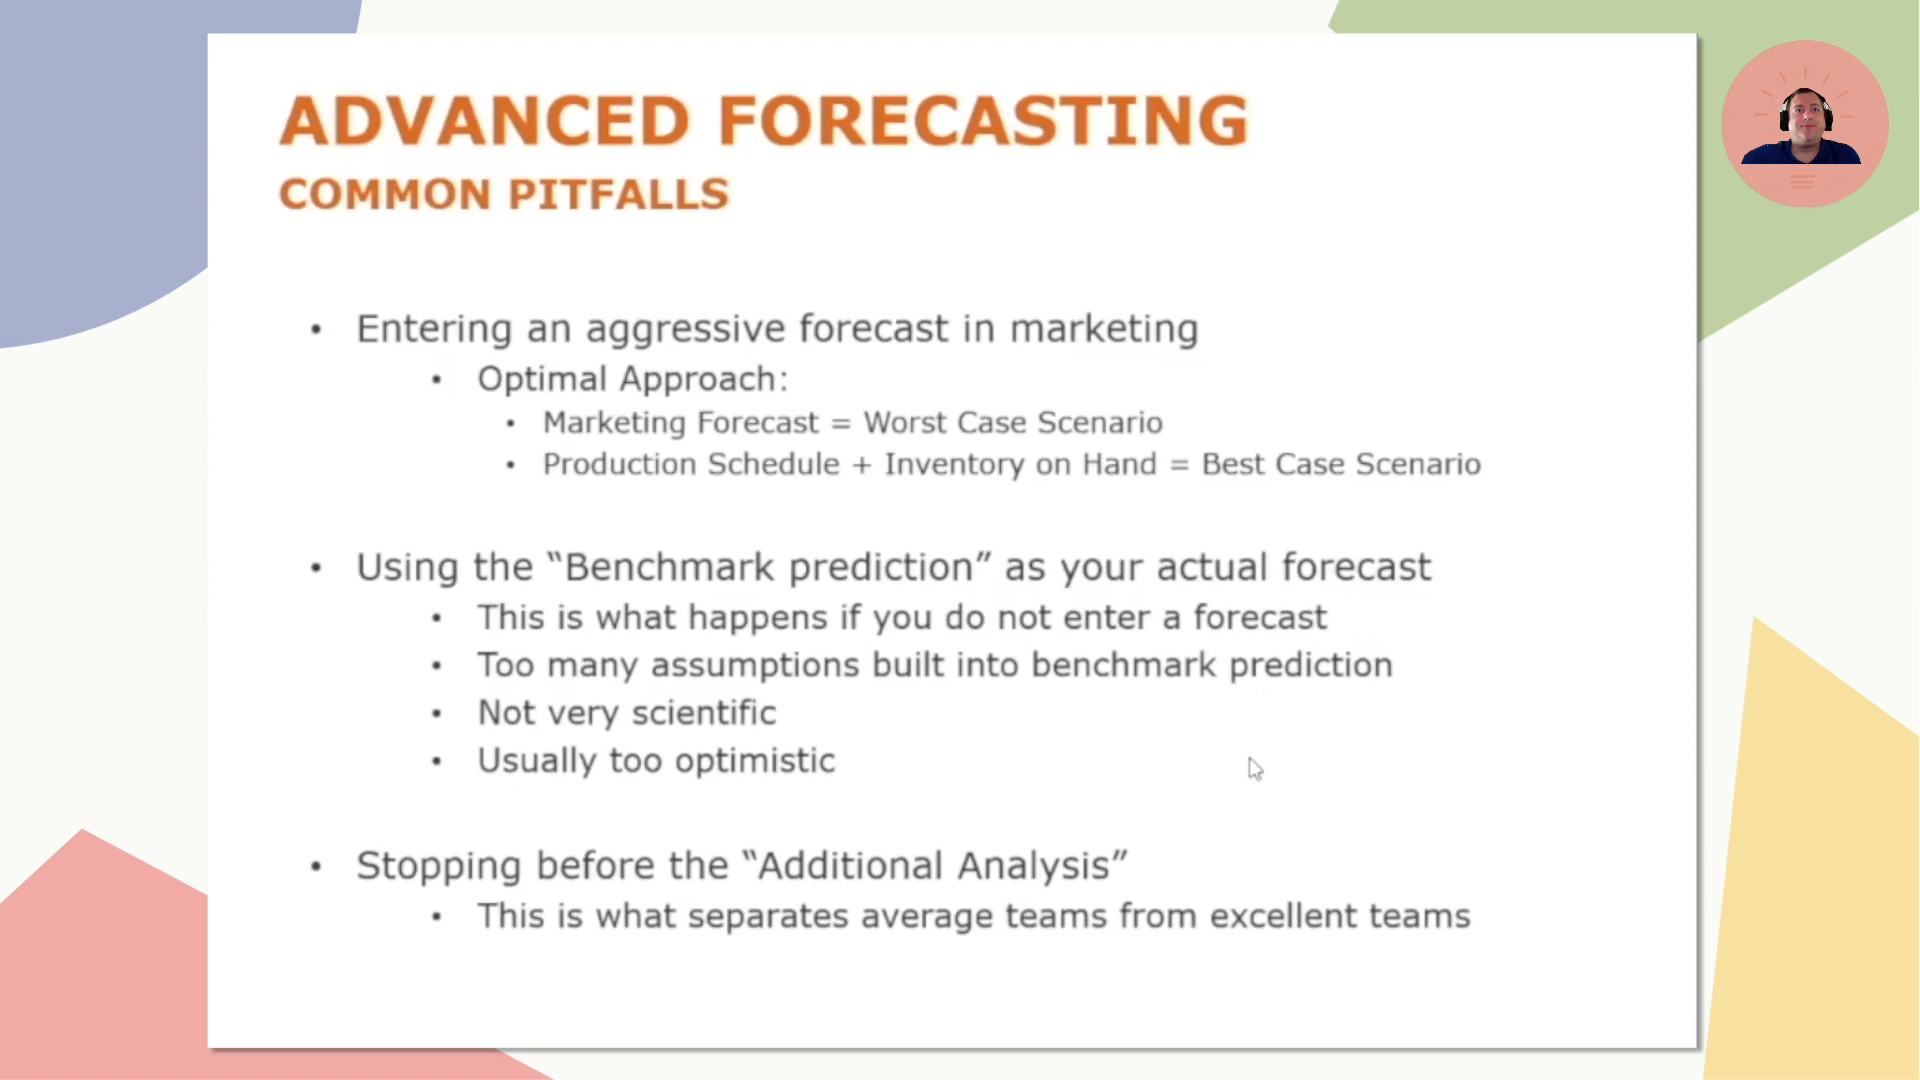 ADVANCED FORECASTING
COMMON PITFALLS
• Entering an aggressive forecast in marketing
• Optimal Approach:
• Marketing Forecast = Worst Case Scenario
• Production Schedule + Inventory on Hand = Best Case Scenario
• Using the “Benchmark prediction” as your actual forecast
• This is what happens if you do not enter a forecast
• Too many assumptions built into benchmark prediction
• Not very scientific
• Usually too optimistic
• Stopping before the “Additional Analysis”
• This is what separates average teams from excellent teams